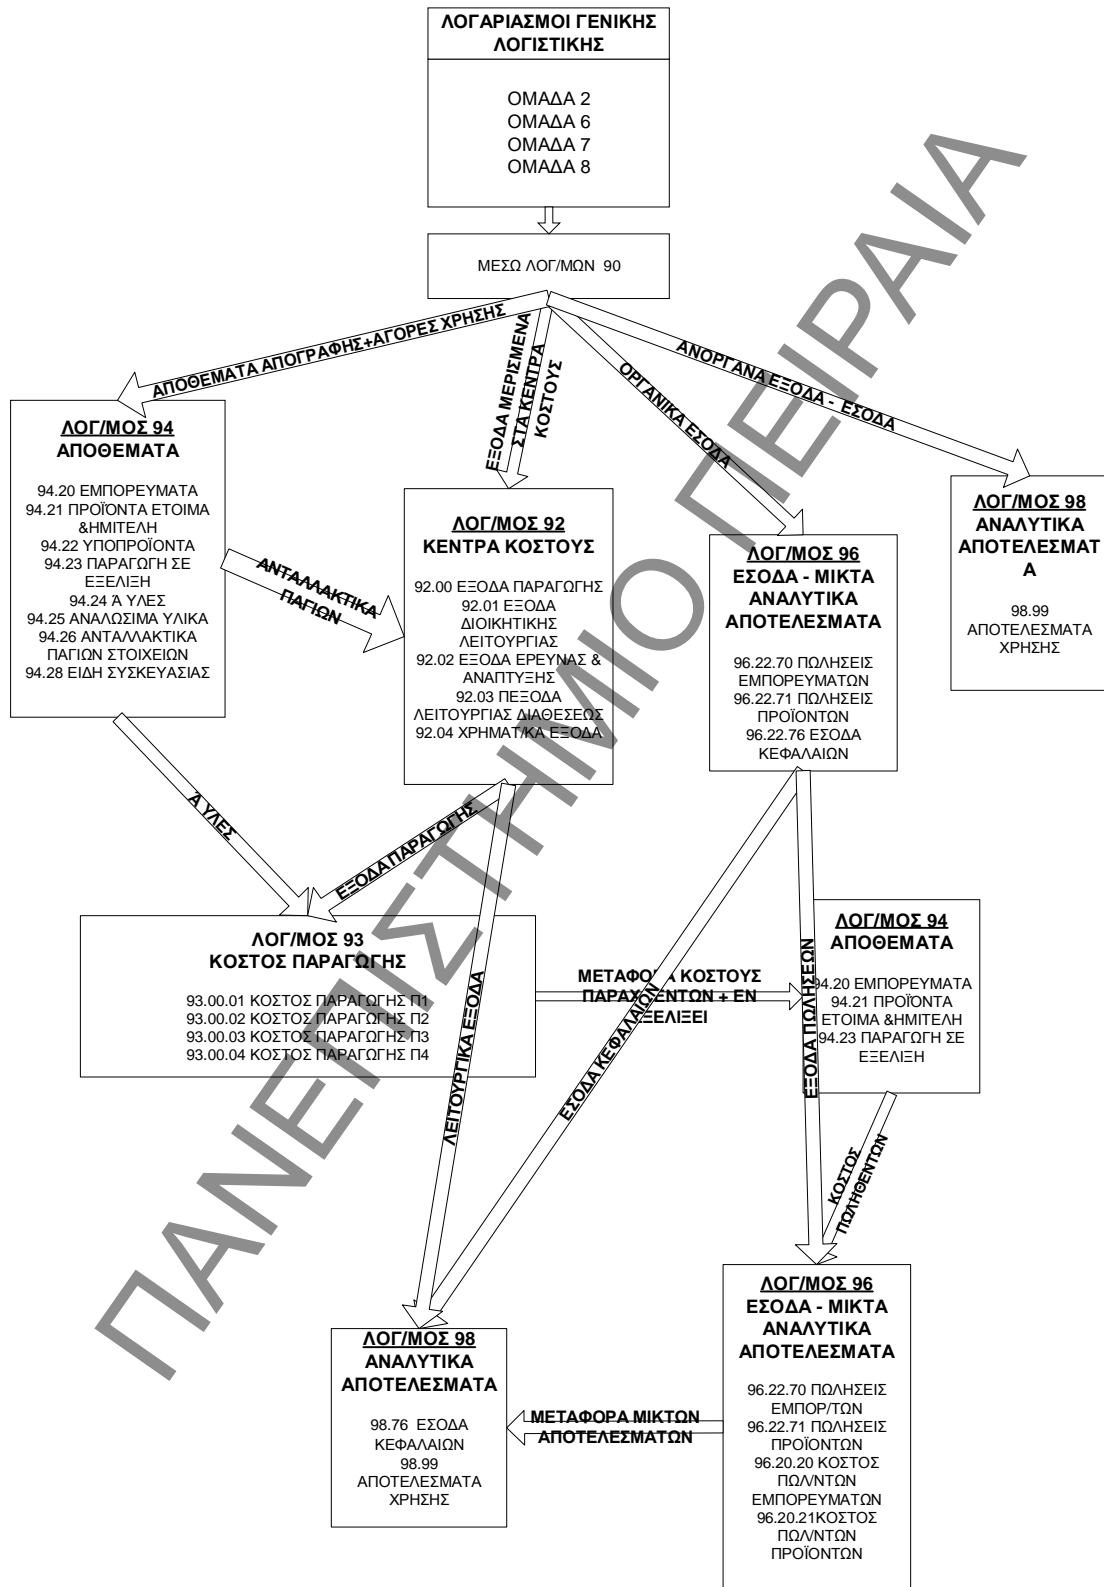 ΛΟΓΑΡΙΑΣΜΟΙ ΓΕΝΙΚΗΣ
ΛΟΓΙΣΤΙΚΗΣ
ΟΜΑΔΑ 2
ΟΜΑΔΑ 6
ΟΜΑΔΑ 7
ΟΜΑΔΑ 8
ΜΕΣΩ ΛΟΓ/ΜΩΝ 90
ΑΠΟΘΕΜΑΤΑ ΑΠΟΓΡΑΦΗΣ+ΑΓΟΡΕΣ ΧΡΗΣΗΣ
ΕΞΟΔΑ ΜΕΡΙΣΜΕΝΑ
ΣΤΑ ΚΕΝΤΡΑ
ΚΟΣΤΟΥΣ
ΟΡΓΑΝΙΚΑ ΕΣΟΔΑ
ΑΝΟΡΓΑΝΑ ΕΞΟΔΑ - ΕΣΟΔΑ
ΛΟΓ/ΜΟΣ 94
ΑΠΟΘΕΜΑΤΑ
94.20 ΕΜΠΟΡΕΥΜΑΤΑ
94.21 ΠΡΟΪΟΝΤΑ ΕΤΟΙΜΑ
&ΗΜΙΤΕΛΗ
94.22 ΥΠΟΠΡΟΪΟΝΤΑ
94.23 ΠΑΡΑΓΩΓΗ ΣΕ
ΕΞΕΛΙΞΗ
94.24 Ά ΥΛΕΣ
94.25 ΑΝΑΛΩΣΙΜΑ ΥΛΙΚΑ
94.26 ΑΝΤΑΛΛΑΚΤΙΚΑ
ΠΑΓΙΩΝ ΣΤΟΙΧΕΙΩΝ
94.28 ΕΙΔΗ ΣΥΣΚΕΥΑΣΙΑΣ
ΑΝΤΑΛΛΑΚΤΙΚΑ
ΠΑΓΙΩΝ
ΛΟΓ/ΜΟΣ 92
ΚΕΝΤΡΑ ΚΟΣΤΟΥΣ
92.00 ΕΞΟΔΑ ΠΑΡΑΓΩΓΗΣ
92.01 ΕΞΟΔΑ
ΔΙΟΙΚΗΤΙΚΗΣ
ΛΕΙΤΟΥΡΓΙΑΣ
92.02 ΕΞΟΔΑ ΕΡΕΥΝΑΣ &
ΑΝΑΠΤΥΞΗΣ
92.03 ΠΕΞΟΔΑ
ΛΕΙΤΟΥΡΓΙΑΣ ΔΙΑΘΕΣΕΩΣ
92.04 ΧΡΗΜΑΤ/ΚΑ ΕΞΟΔΑ
ΛΟΓ/ΜΟΣ 96
ΕΣΟΔΑ - ΜΙΚΤΑ
ΑΝΑΛΥΤΙΚΑ
ΑΠΟΤΕΛΕΣΜΑΤΑ
96.22.70 ΠΩΛΗΣΕΙΣ
ΕΜΠΟΡΕΥΜΑΤΩΝ
96.22.71 ΠΩΛΗΣΕΙΣ
ΠΡΟΪΟΝΤΩΝ
96.22.76 ΕΣΟΔΑ
ΚΕΦΑΛΑΙΩΝ
ΛΟΓ/ΜΟΣ 98
ΑΝΑΛΥΤΙΚΑ
ΑΠΟΤΕΛΕΣΜΑΤ
Α
98.99
ΑΠΟΤΕΛΕΣΜΑΤΑ
ΧΡΗΣΗΣ
Ά ΥΛΕΣ
ΕΞΟΔΑ ΠΑΡΑΓΩΓΗΣ
ΛΕΙΤΟΥΡΓΙΚΑ ΕΞΟΔΑ
ΕΣΟΔΑ ΚΕΦΑΛΑΙΩΝ
ΕΞΟΔΑ ΠΩΛΗΣΕΩΝ
ΛΟΓ/ΜΟΣ 93
ΚΟΣΤΟΣ ΠΑΡΑΓΩΓΗΣ
93.00.01 ΚΟΣΤΟΣ ΠΑΡΑΓΩΓΗΣ Π1
93.00.02 ΚΟΣΤΟΣ ΠΑΡΑΓΩΓΗΣ Π2
93.00.03 ΚΟΣΤΟΣ ΠΑΡΑΓΩΓΗΣ Π3
93.00.04 ΚΟΣΤΟΣ ΠΑΡΑΓΩΓΗΣ Π4
ΜΕΤΑΦΟΡΑ ΚΟΣΤΟΥΣ
ΠΑΡΑΧΘΕΝΤΩΝ + ΕΝ
ΕΞΕΛΙΞΕΙ
ΛΟΓ/ΜΟΣ 94
ΑΠΟΘΕΜΑΤΑ
94.20 ΕΜΠΟΡΕΥΜΑΤΑ
94.21 ΠΡΟΪΟΝΤΑ
ΕΤΟΙΜΑ &ΗΜΙΤΕΛΗ
94.23 ΠΑΡΑΓΩΓΗ ΣΕ
ΕΞΕΛΙΞΗ
ΚΟΣΤΟΣ
ΠΩΛΗΘΕΝΤΩΝ
ΛΟΓ/ΜΟΣ 98
ΑΝΑΛΥΤΙΚΑ
ΑΠΟΤΕΛΕΣΜΑΤΑ
98.76 ΕΣΟΔΑ
ΚΕΦΑΛΑΙΩΝ
98.99
ΑΠΟΤΕΛΕΣΜΑΤΑ
ΧΡΗΣΗΣ
ΜΕΤΑΦΟΡΑ ΜΙΚΤΩΝ
ΑΠΟΤΕΛΕΣΜΑΤΩΝ
ΛΟΓ/ΜΟΣ 96
ΕΣΟΔΑ - ΜΙΚΤΑ
ΑΝΑΛΥΤΙΚΑ
ΑΠΟΤΕΛΕΣΜΑΤΑ
96.22.70 ΠΩΛΗΣΕΙΣ
ΕΜΠΟΡ/ΤΩΝ
96.22.71 ΠΩΛΗΣΕΙΣ
ΠΡΟΪΟΝΤΩΝ
96.20.20 ΚΟΣΤΟΣ
ΠΩΛ/ΝΤΩΝ
ΕΜΠΟΡΕΥΜΑΤΩΝ
96.20.21ΚΟΣΤΟΣ
ΠΩΛ/ΝΤΩΝ
ΠΡΟΪΟΝΤΩΝ
ΠΑΝΕΠΙΣΤΗΜΙΟ ΠΕΙΡΑΙΑ